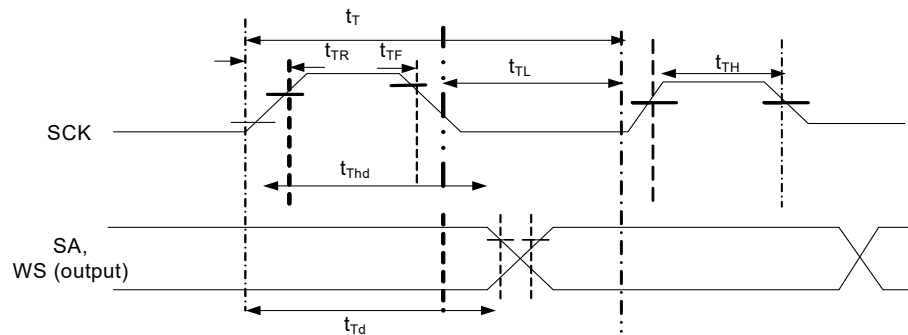 tT
tTR
tTF
tTL
tTH
SCK
tThd
SA,
WS (output)
tTd